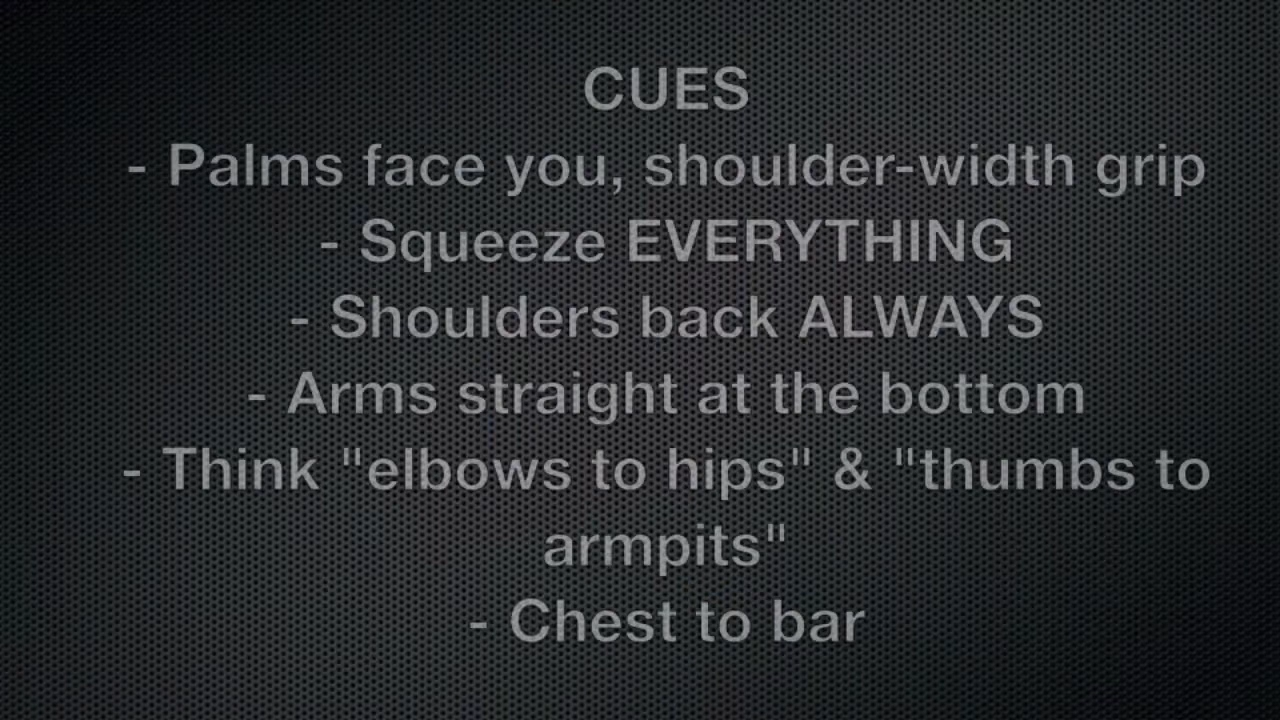 CUES
- Palms face you, shoulder-width grip
- Squeeze EVERYTHING
- Shoulders back ALWAYS
- Arms straight at the bottom
- Think "elbows to hips" & "thumbs to
armpits"
- Chest to bar